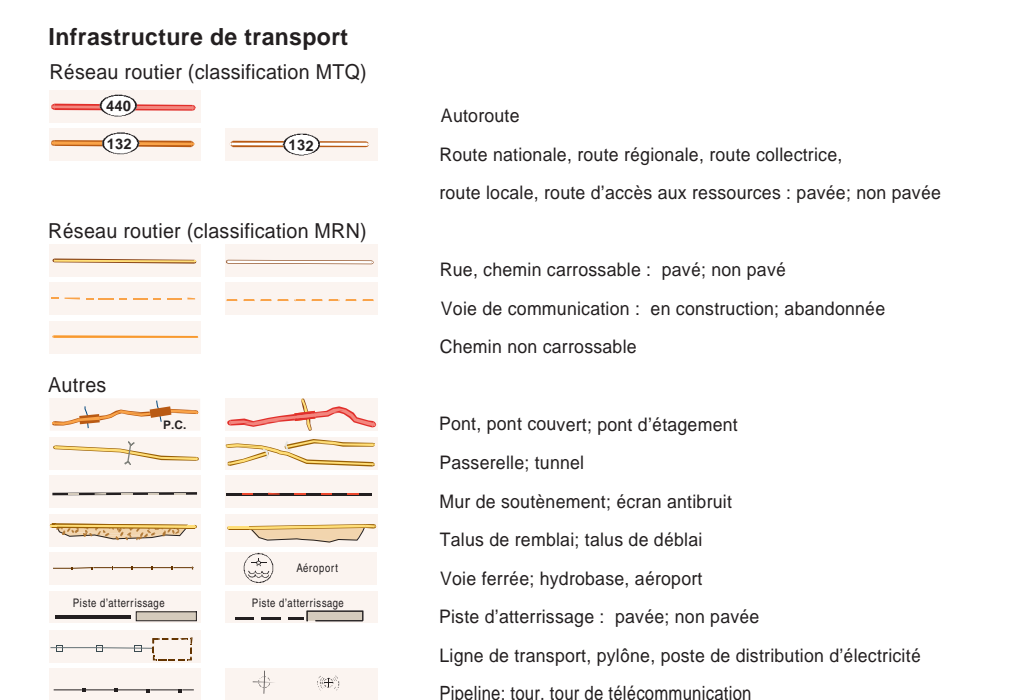 Infrastructure de transport
Réseau routier (classification MTQ)
440
Autoroute
132 132
Route nationale, route régionale, route collectrice,
route locale, route d'accès aux ressources : pavée; non pavée
Réseau routier (classification MRN)
Rue, chemin carrossable : pavé; non pavé
Voie de communication : en construction; abandonnée
Chemin non carrossable
Autres
P.C.
Pont, pont couvert; pont d'étagement
Passerelle; tunnel
Mur de soutènement; écran antibruit
Talus de remblai; talus de déblai
Aéroport
Voie ferrée; hydrobase, aéroport
Piste d'atterrissage Piste d'atterrissage
Piste d'atterrissage : pavée; non pavée
Ligne de transport, pylône, poste de distribution d'électricité
Pipeline; tour, tour de télécommunication